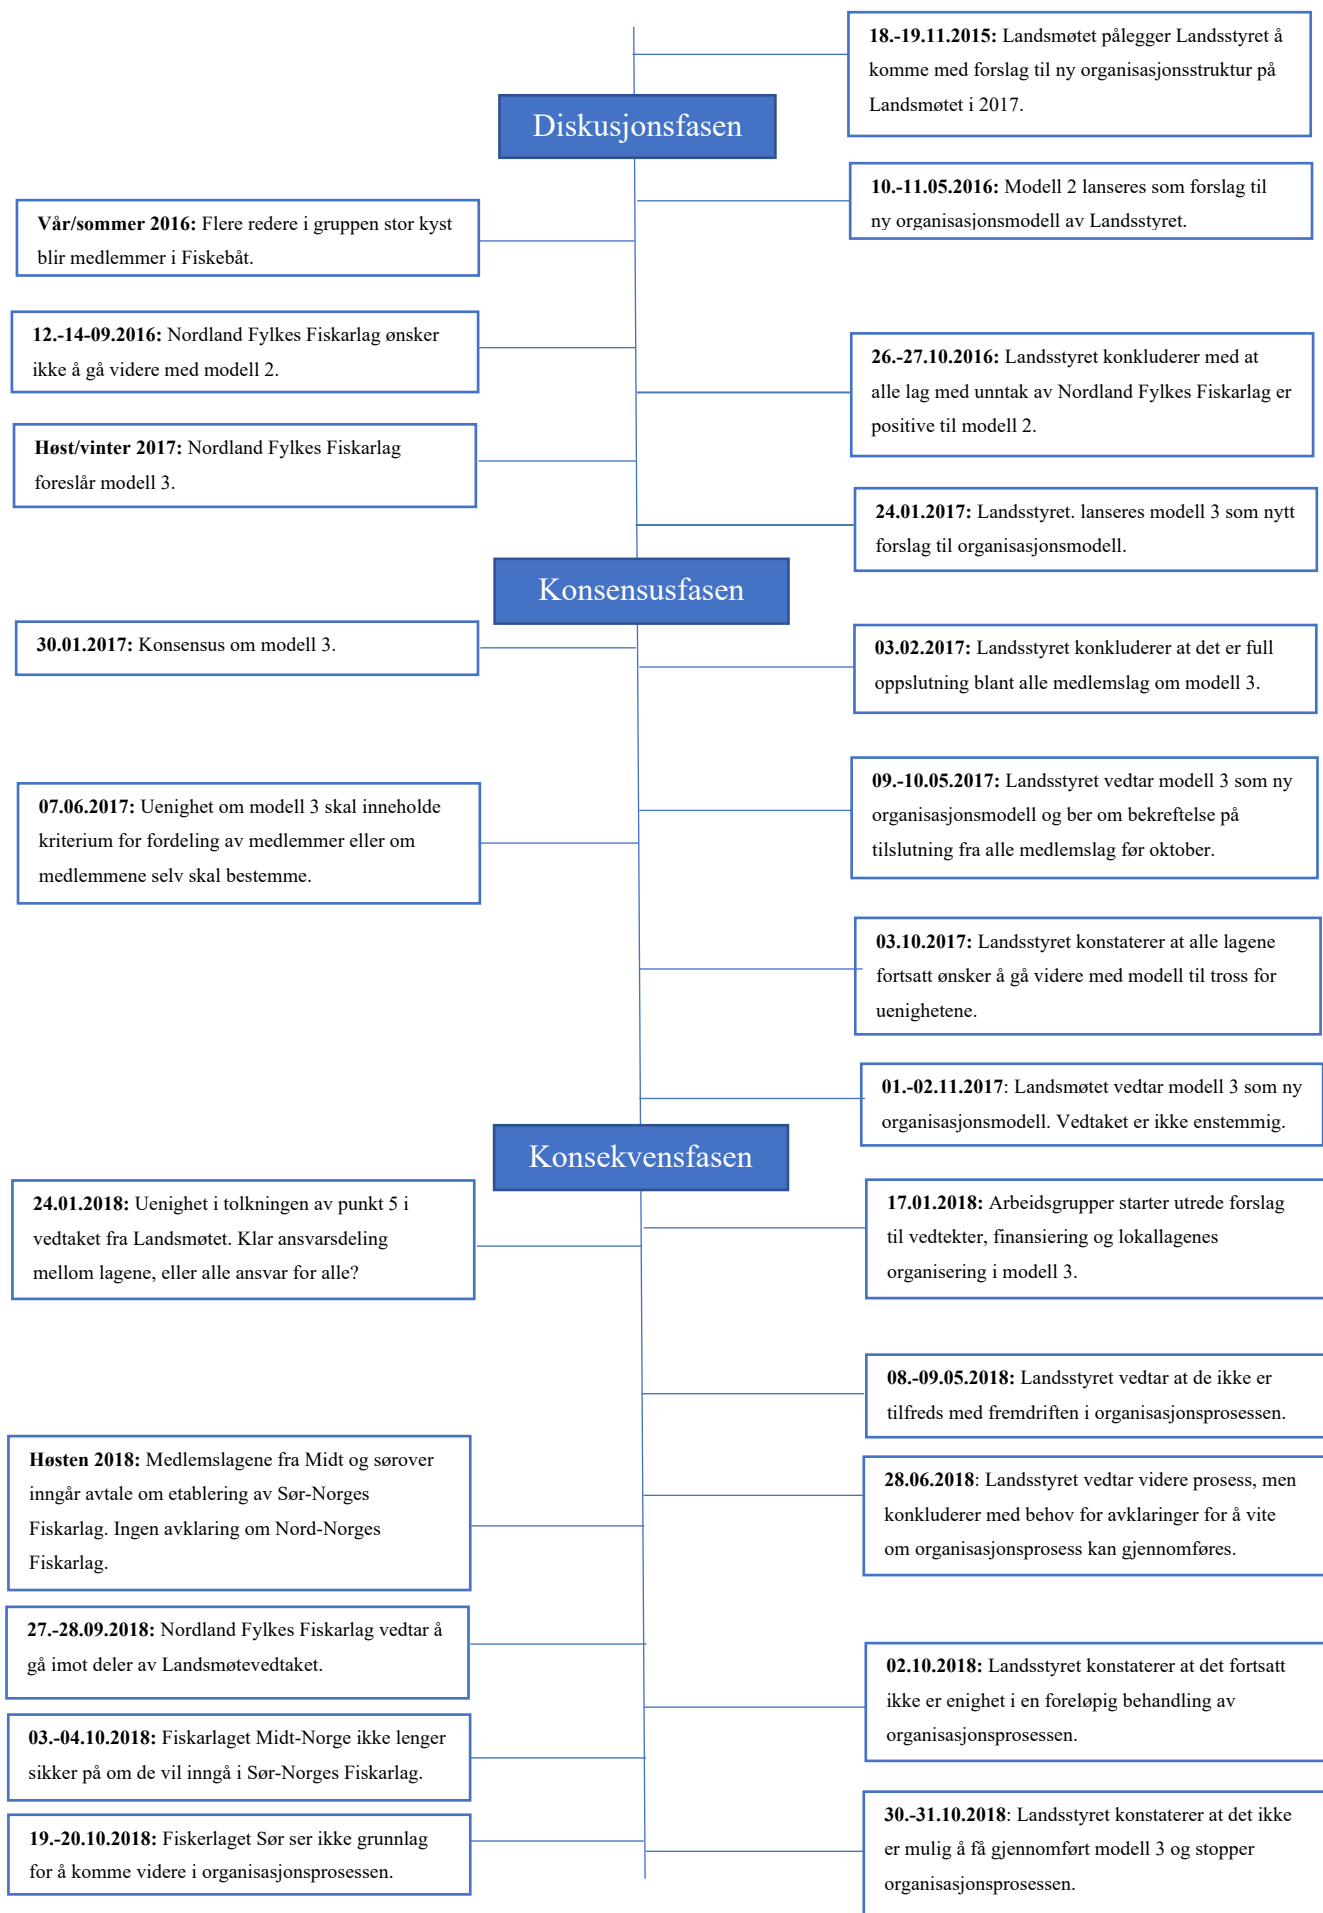 18.-19.11.2015: Landsmøtet pålegger Landsstyret å
komme med forslag til ny organisasjonsstruktur på
Landsmøtet i 2017.
Diskusjonsfasen
10.-11.05.2016: Modell 2 lanseres som forslag til
ny organisasjonsmodell av Landsstyret.
Vår/sommer 2016: Flere redere i gruppen stor kyst
blir medlemmer i Fiskebåt.
12.-14-09.2016: Nordland Fylkes Fiskarlag ønsker
ikke å gå videre med modell 2.
26.-27.10.2016: Landsstyret konkluderer med at
alle lag med unntak av Nordland Fylkes Fiskarlag er
positive til modell 2.
Høst/vinter 2017: Nordland Fylkes Fiskarlag
foreslår modell 3.
24.01.2017: Landsstyret. lanseres modell 3 som nytt
forslag til organisasjonsmodell.
Konsensusfasen
30.01.2017: Konsensus om modell 3.
03.02.2017: Landsstyret konkluderer at det er full
oppslutning blant alle medlemslag om modell 3.
09.-10.05.2017: Landsstyret vedtar modell 3 som ny
organisasjonsmodell og ber om bekreftelse på
tilslutning fra alle medlemslag før oktober.
07.06.2017: Uenighet om modell 3 skal inneholde
kriterium for fordeling av medlemmer eller om
medlemmene selv skal bestemme.
03.10.2017: Landsstyret konstaterer at alle lagene
fortsatt ønsker å gå videre med modell til tross for
uenighetene.
01.-02.11.2017: Landsmøtet vedtar modell 3 som ny
organisasjonsmodell. Vedtaket er ikke enstemmig.
Konsekvensfasen
24.01.2018: Uenighet i tolkningen av punkt 5 i
vedtaket fra Landsmøtet. Klar ansvarsdeling
mellom lagene, eller alle ansvar for alle?
17.01.2018: Arbeidsgrupper starter utrede forslag
til vedtekter, finansiering og lokallagenes
organisering i modell 3.
08.-09.05.2018: Landsstyret vedtar at de ikke er
tilfreds med fremdriften i organisasjonsprosessen.
Høsten 2018: Medlemslagene fra Midt og sørover
inngår avtale om etablering av Sør-Norges
Fiskarlag. Ingen avklaring om Nord-Norges
Fiskarlag.
28.06.2018: Landsstyret vedtar videre prosess, men
konkluderer med behov for avklaringer for å vite
om organisasjonsprosess kan gjennomføres.
27.-28.09.2018: Nordland Fylkes Fiskarlag vedtar å
gå imot deler av Landsmøtevedtaket.
02.10.2018: Landsstyret konstaterer at det fortsatt
ikke er enighet i en foreløpig behandling av
organisasjonsprosessen.
03.-04.10.2018: Fiskarlaget Midt-Norge ikke lenger
sikker på om de vil inngå i Sør-Norges Fiskarlag.
19.-20.10.2018: Fiskerlaget Sør ser ikke grunnlag
for å komme videre i organisasjonsprosessen.
30.-31.10.2018: Landsstyret konstaterer at det ikke
er mulig å få gjennomført modell 3 og stopper
organisasjonsprosessen.